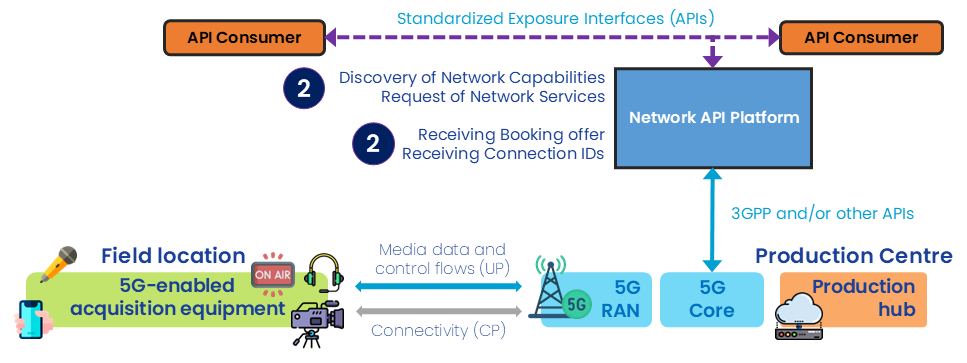 Standardized Exposure Interfaces (APIs)
API Consumer
API Consumer
2
Discovery of Network Capabilities
Request of Network Services
Network API Platform
2
Receiving Booking offer
Receiving Connection IDs
3GPP and/or other APIs
Field location
ON AIR
5G-enabled
acquisition equipment
Media data and
control flows (UP)
Connectivity (CP)
5G
5G
RAN
5G
Core
Production Centre
Production
hub